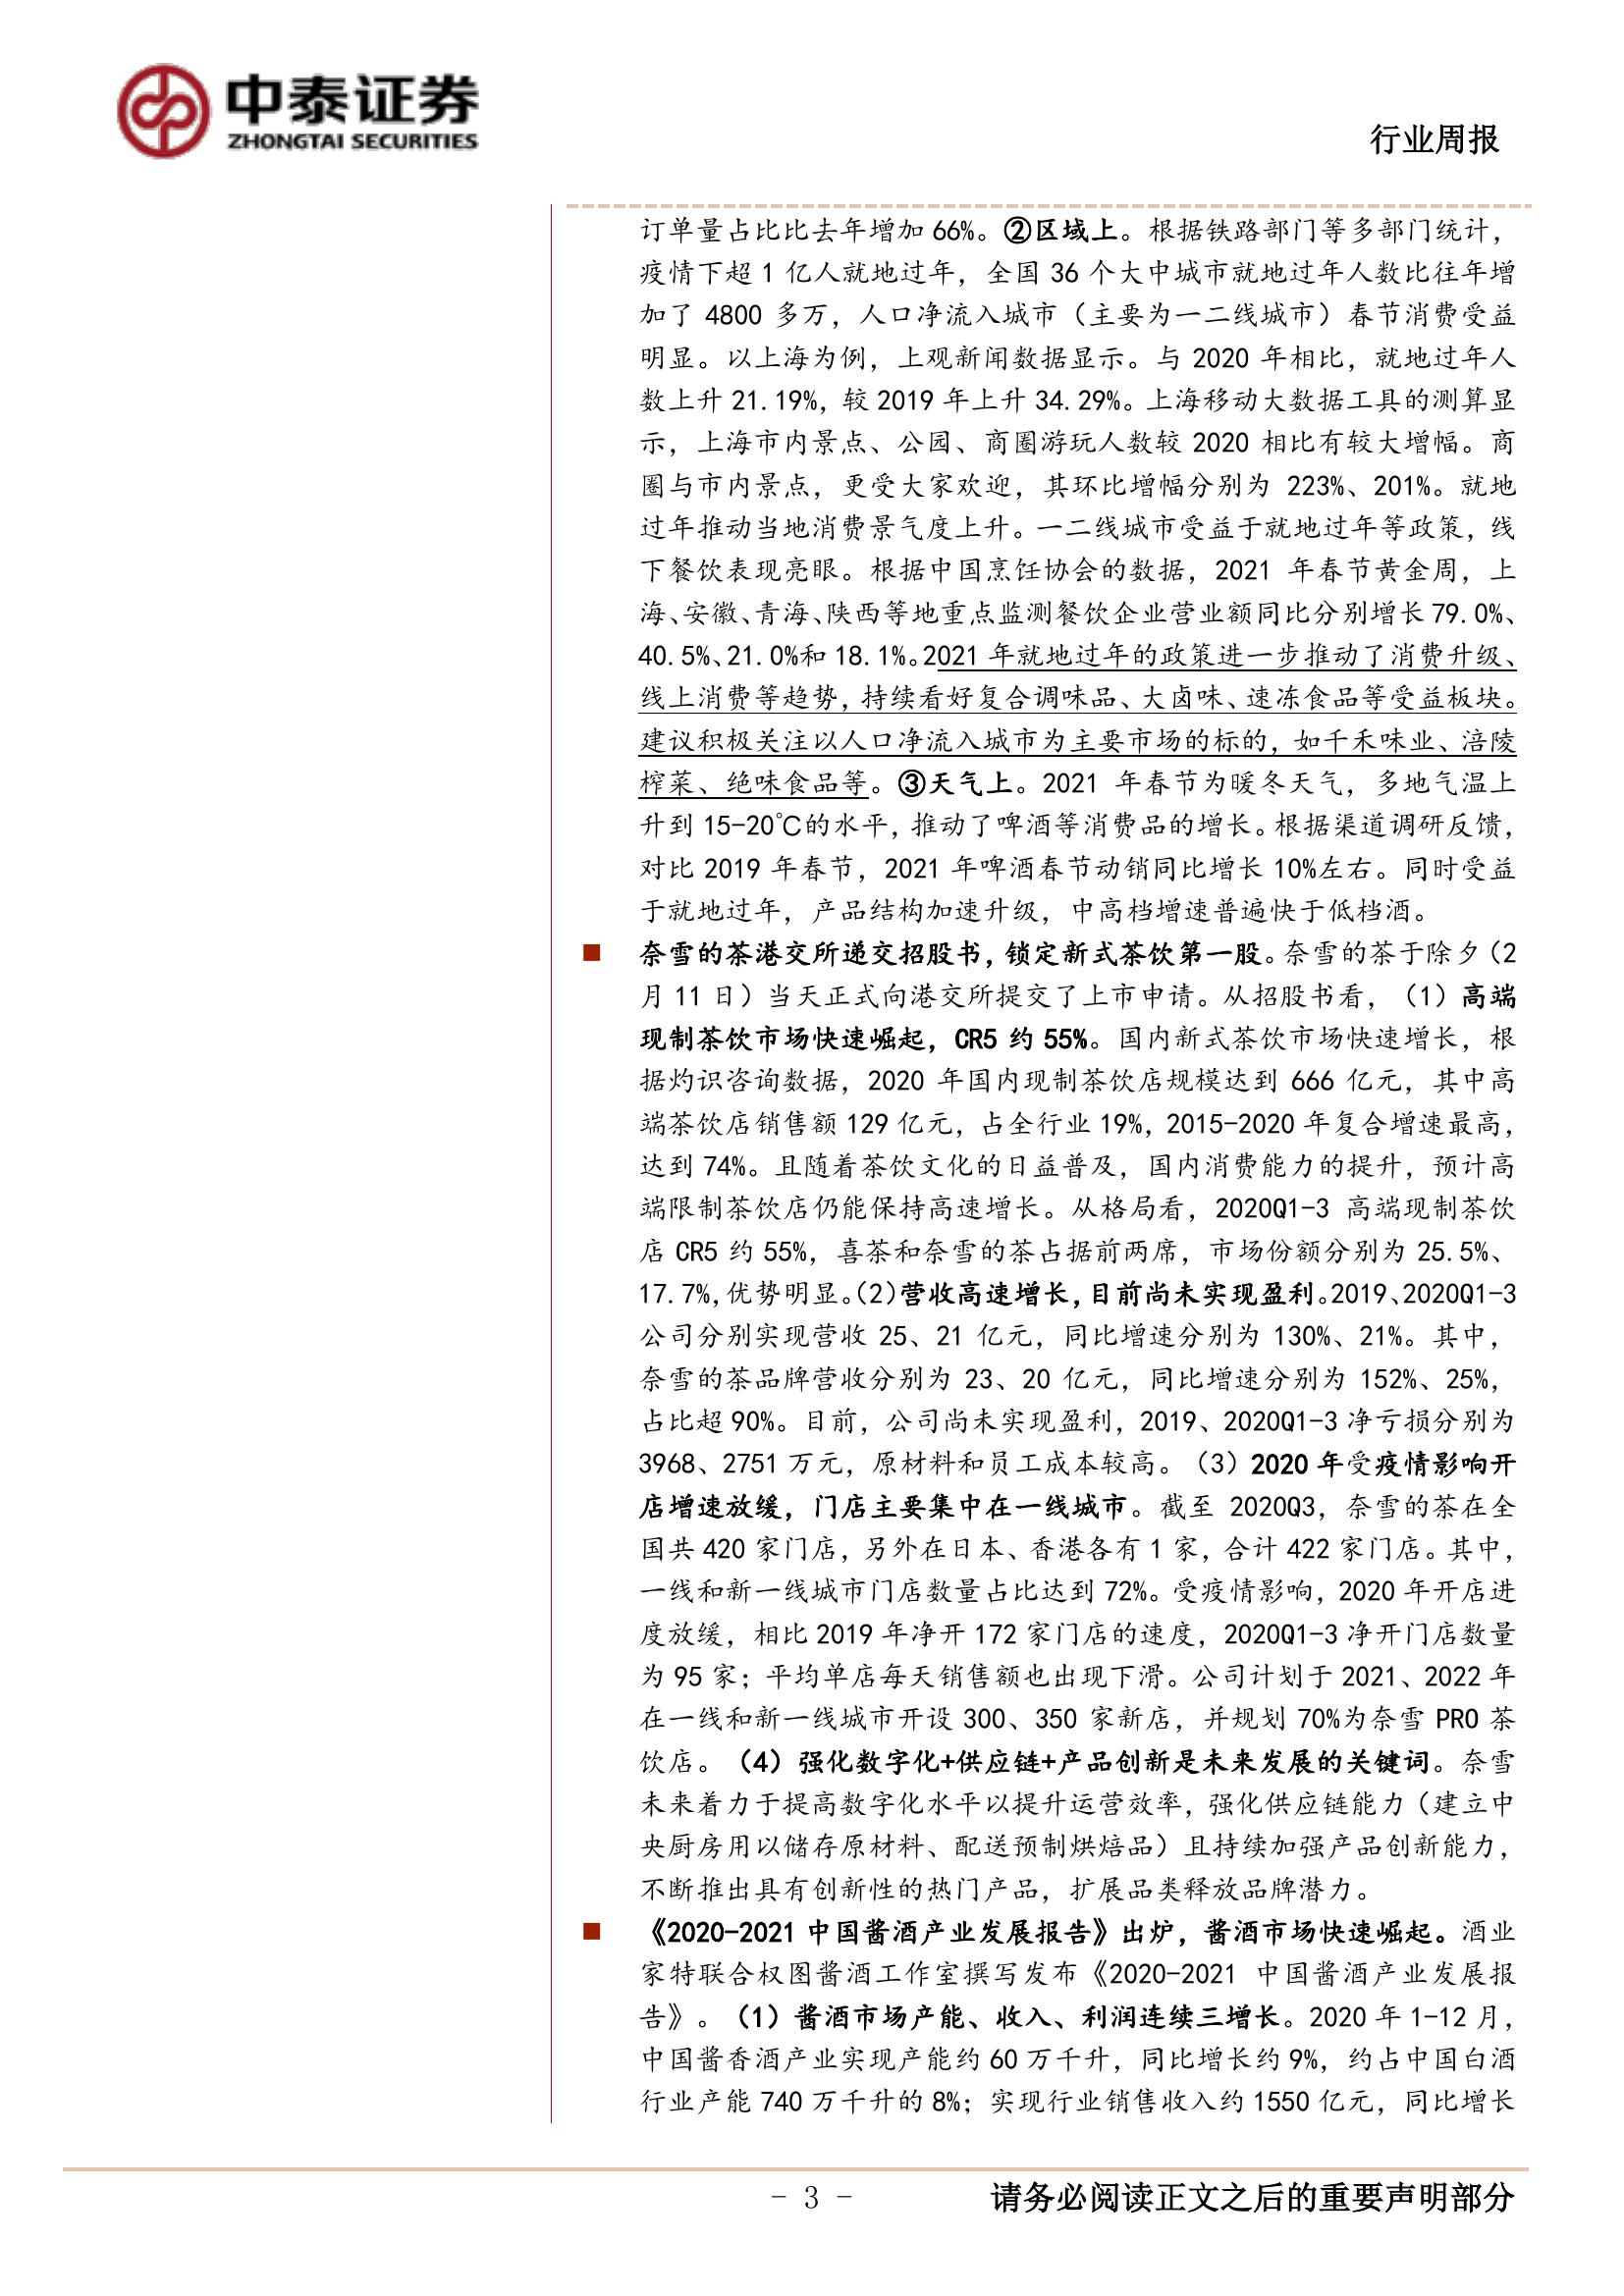 中泰证券
ZHONGTAI SECURITIES
行业周报
订单量占比比去年增加 66%。②区域上。根据铁路部门等多部门统计，
疫情下超 1 亿人就地过年，全国 36 个大中城市就地过年人数比往年增
加了 4800 多万，人口净流入城市（主要为一二线城市）春节消费受益
明显。以上海为例，上观新闻数据显示。与 2020 年相比，就地过年人
数上升 21.19%，较 2019 年上升 34.29%。上海移动大数据工具的测算显
示，上海市内景点、公园、商圈游玩人数较 2020 相比有较大增幅。商
圈与市内景点，更受大家欢迎，其环比增幅分别为 223%、201%。就地
过年推动当地消费景气度上升。一二线城市受益于就地过年等政策，线
下餐饮表现亮眼。根据中国烹饪协会的数据，2021 年春节黄金周，上
海、安徽、青海、陕西等地重点监测餐饮企业营业额同比分别增长 79.0%、
40.5%、21.0%和 18.1%。2021 年就地过年的政策进一步推动了消费升级、
线上消费等趋势，持续看好复合调味品、大卤味、速冻食品等受益板块。
建议积极关注以人口净流入城市为主要市场的标的，如千禾味业、涪陵
榨菜、绝味食品等。③天气上。2021 年春节为暖冬天气，多地气温上
升到 15-20℃的水平，推动了啤酒等消费品的增长。根据渠道调研反馈，
对比 2019 年春节，2021 年啤酒春节动销同比增长 10%左右。同时受益
于就地过年，产品结构加速升级，中高档增速普遍快于低档酒。
■ 奈雪的茶港交所递交招股书，锁定新式茶饮第一股。奈雪的茶于除夕（2
月 11 日）当天正式向港交所提交了上市申请。从招股书看，（1）高端
现制茶饮市场快速崛起，CR5 约 55%。国内新式茶饮市场快速增长，根
据灼识咨询数据，2020 年国内现制茶饮店规模达到 666 亿元，其中高
端茶饮店销售额 129 亿元，占全行业 19%，2015-2020 年复合增速最高，
达到 74%。且随着茶饮文化的日益普及，国内消费能力的提升，预计高
端限制茶饮店仍能保持高速增长。从格局看，2020Q1-3 高端现制茶饮
店 CR5 约 55%，喜茶和奈雪的茶占据前两席，市场份额分别为 25.5%、
17.7%，优势明显。（2）营收高速增长，目前尚未实现盈利。2019、2020Q1-3
公司分别实现营收 25、21 亿元，同比增速分别为 130%、21%。其中，
奈雪的茶品牌营收分别为 23、20 亿元，同比增速分别为 152%、25%，
占比超 90%。目前，公司尚未实现盈利，2019、2020Q1-3 净亏损分别为
3968、2751 万元，原材料和员工成本较高。（3）2020 年受疫情影响开
店增速放缓，门店主要集中在一线城市。截至 2020Q3，奈雪的茶在全
国共 420 家门店，另外在日本、香港各有 1 家，合计 422 家门店。其中，
一线和新一线城市门店数量占比达到 72%。受疫情影响，2020 年开店进
度放缓，相比 2019 年净开 172 家门店的速度，2020Q1-3 净开门店数量
为 95 家；平均单店每天销售额也出现下滑。公司计划于 2021、2022 年
在一线和新一线城市开设 300、350 家新店，并规划 70%为奈雪 PRO 茶
饮店。（4）强化数字化+供应链+产品创新是未来发展的关键词。奈雪
未来着力于提高数字化水平以提升运营效率，强化供应链能力（建立中
央厨房用以储存原材料、配送预制烘焙品）且持续加强产品创新能力，
不断推出具有创新性的热门产品，扩展品类释放品牌潜力。
■ 《2020-2021 中国酱酒产业发展报告》出炉，酱酒市场快速崛起。酒业
家特联合权图酱酒工作室撰写发布《2020-2021 中国酱酒产业发展报
告》。（1）酱酒市场产能、收入、利润连续三增长。2020 年 1-12 月，
中国酱香酒产业实现产能约 60 万千升，同比增长约 9%，约占中国白酒
行业产能 740 万千升的 8%；实现行业销售收入约 1550 亿元，同比增长
- 3 -
请务必阅读正文之后的重要声明部分